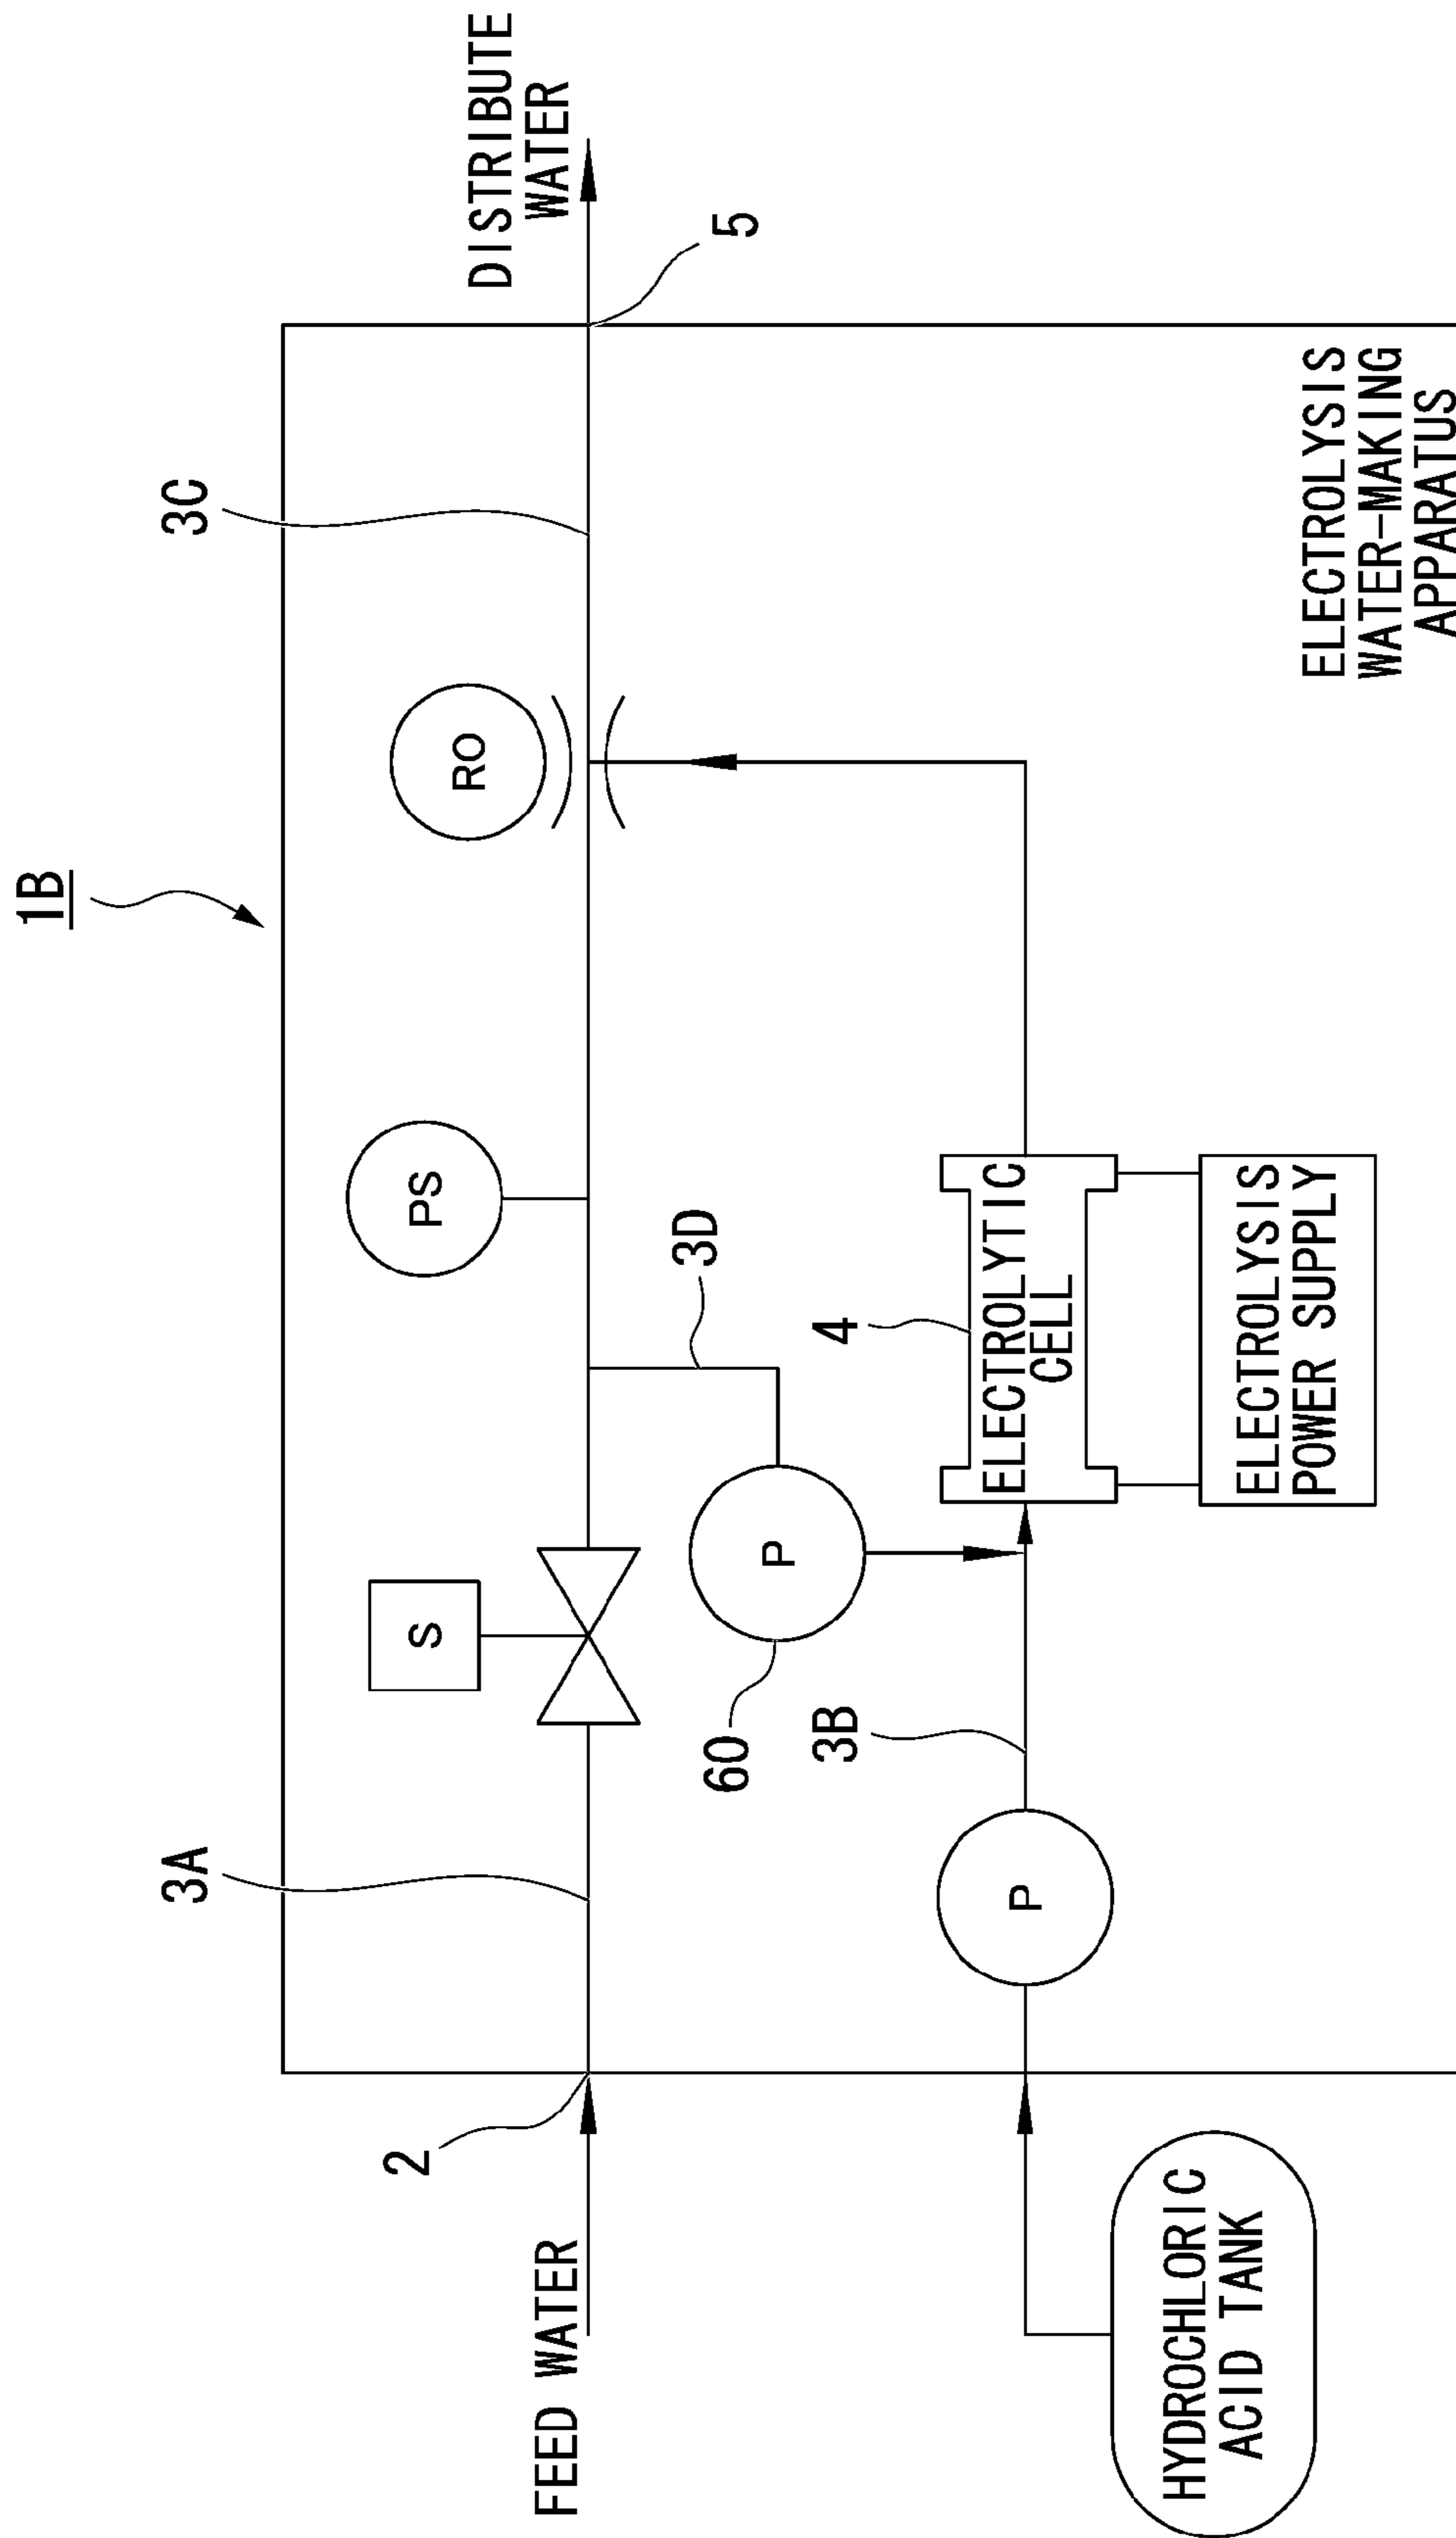 1B
3A
3C
S
PS
RO
DISTRIBUTE
WATER
2
5
FEED WATER
60
P
3D
3B
4
P
ELECTROLYTIC
CELL
HYDROCHLORIC
ACID TANK
ELECTROLYSIS
POWER SUPPLY
ELECTROLYSIS
WATER-MAKING
APPARATUS